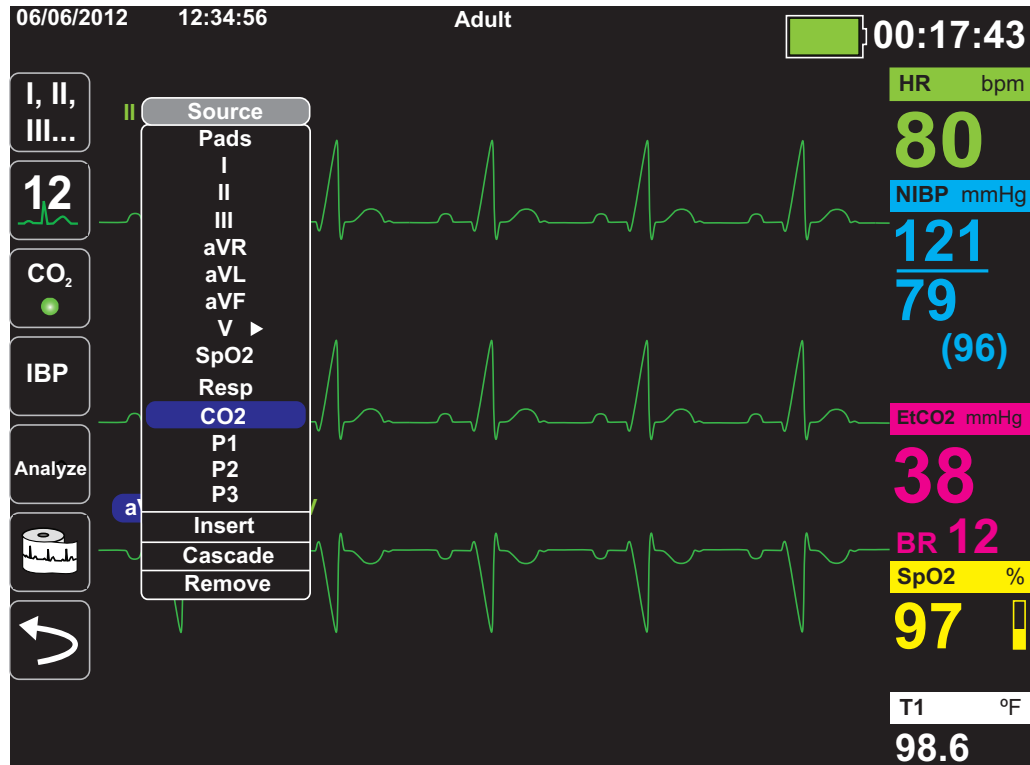 06/06/2012 12:34:56 Adult 00:17:43
I, II,
III...
12
CO₂
IBP
Analyze
II
Source
Pads
I
II
III
aVR
aVL
aVF
V
SpO2
Resp
CO2
P1
P2
P3
Insert
Cascade
Remove
HR bpm
80
NIBP mmHg
121
79
(96)
EtCO2 mmHg
38
BR 12
SpO2 %
97
T1 ºF
98.6